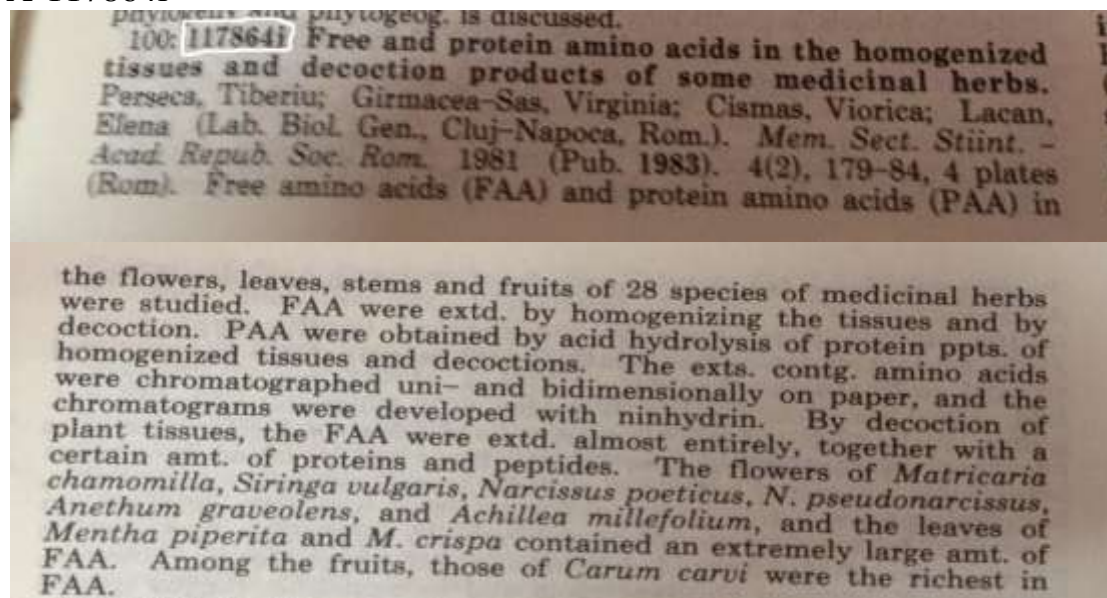 phylogeny and phytogeog. is discussed.
100: 117864i Free and protein amino acids in the homogenized
tissues and decoction products of some medicinal herbs.
Persecs, Tiberiu; Girmacea-Sas, Virginia; Cismas, Viorica; Lacan,
Elena (Lab. Biol. Gen., Cluj-Napoca, Rom.). Mem. Sect. Stiint. -
Acad. Repub. Soc. Rom. 1981 (Pub. 1983). 4(2), 179-84, 4 plates
(Rom). Free amino acids (FAA) and protein amino acids (PAA) in
the flowers, leaves, stems and fruits of 28 species of medicinal herbs
were studied. FAA were extd. by homogenizing the tissues and by
decoction. PAA were obtained by acid hydrolysis of protein ppts. of
homogenized tissues and decoctions. The exts. contg. amino acids
were chromatographed uni- and bidimensionally on paper, and the
chromatograms were developed with ninhydrin. By decoction of
plant tissues, the FAA were extd. almost entirely, together with a
certain amt. of proteins and peptides. The flowers of Matricaria
chamomilla, Siringa vulgaris, Narcissus poeticus, N. pseudonarcissus,
Anethum graveolens, and Achillea millefolium, and the leaves of
Mentha piperita and M. crispa contained an extremely large amt. of
FAA. Among the fruits, those of Carum carvi were the richest in
FAA.